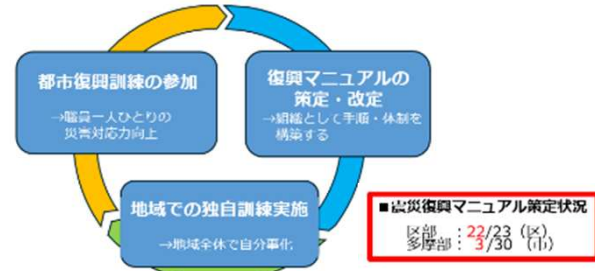 都市復興訓練の参加
→職員一人ひとりの
災害対応力向上
復興マニュアルの
策定・改定
→組織として手順・体制を
構築する
地域での独自訓練実施
→地域全体で自分事化
■震災復興マニュアル策定状況
区部 : 22/23(区)
多摩部: 3/30(市)